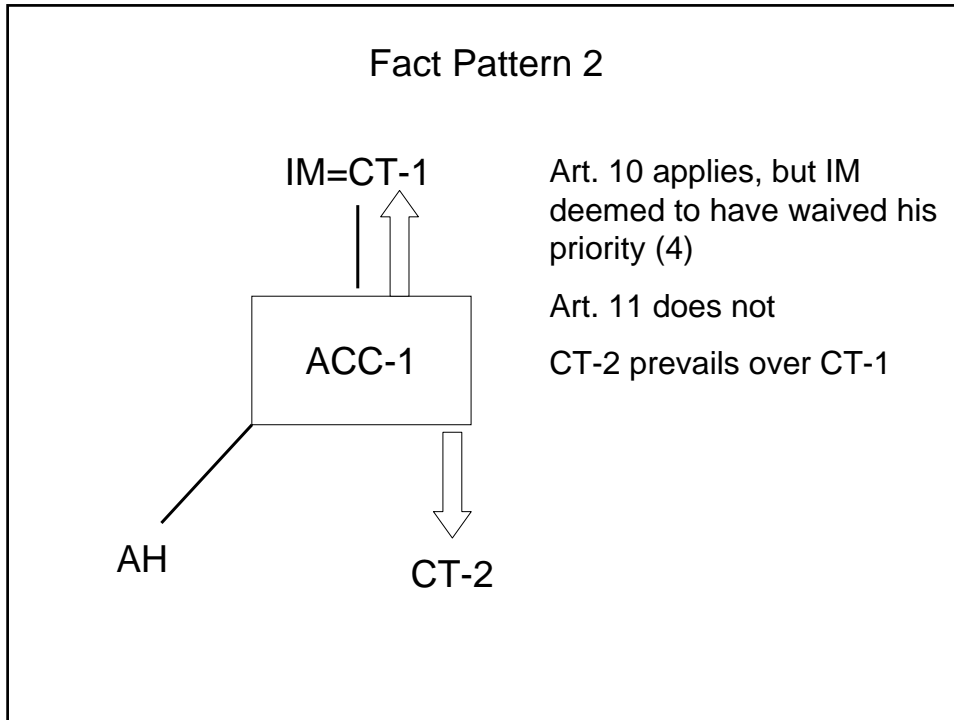 Fact Pattern 2
IM=CT-1
Art. 10 applies, but IM
deemed to have waived his
priority (4)
Art. 11 does not
CT-2 prevails over CT-1
ACC-1
AH
CT-2